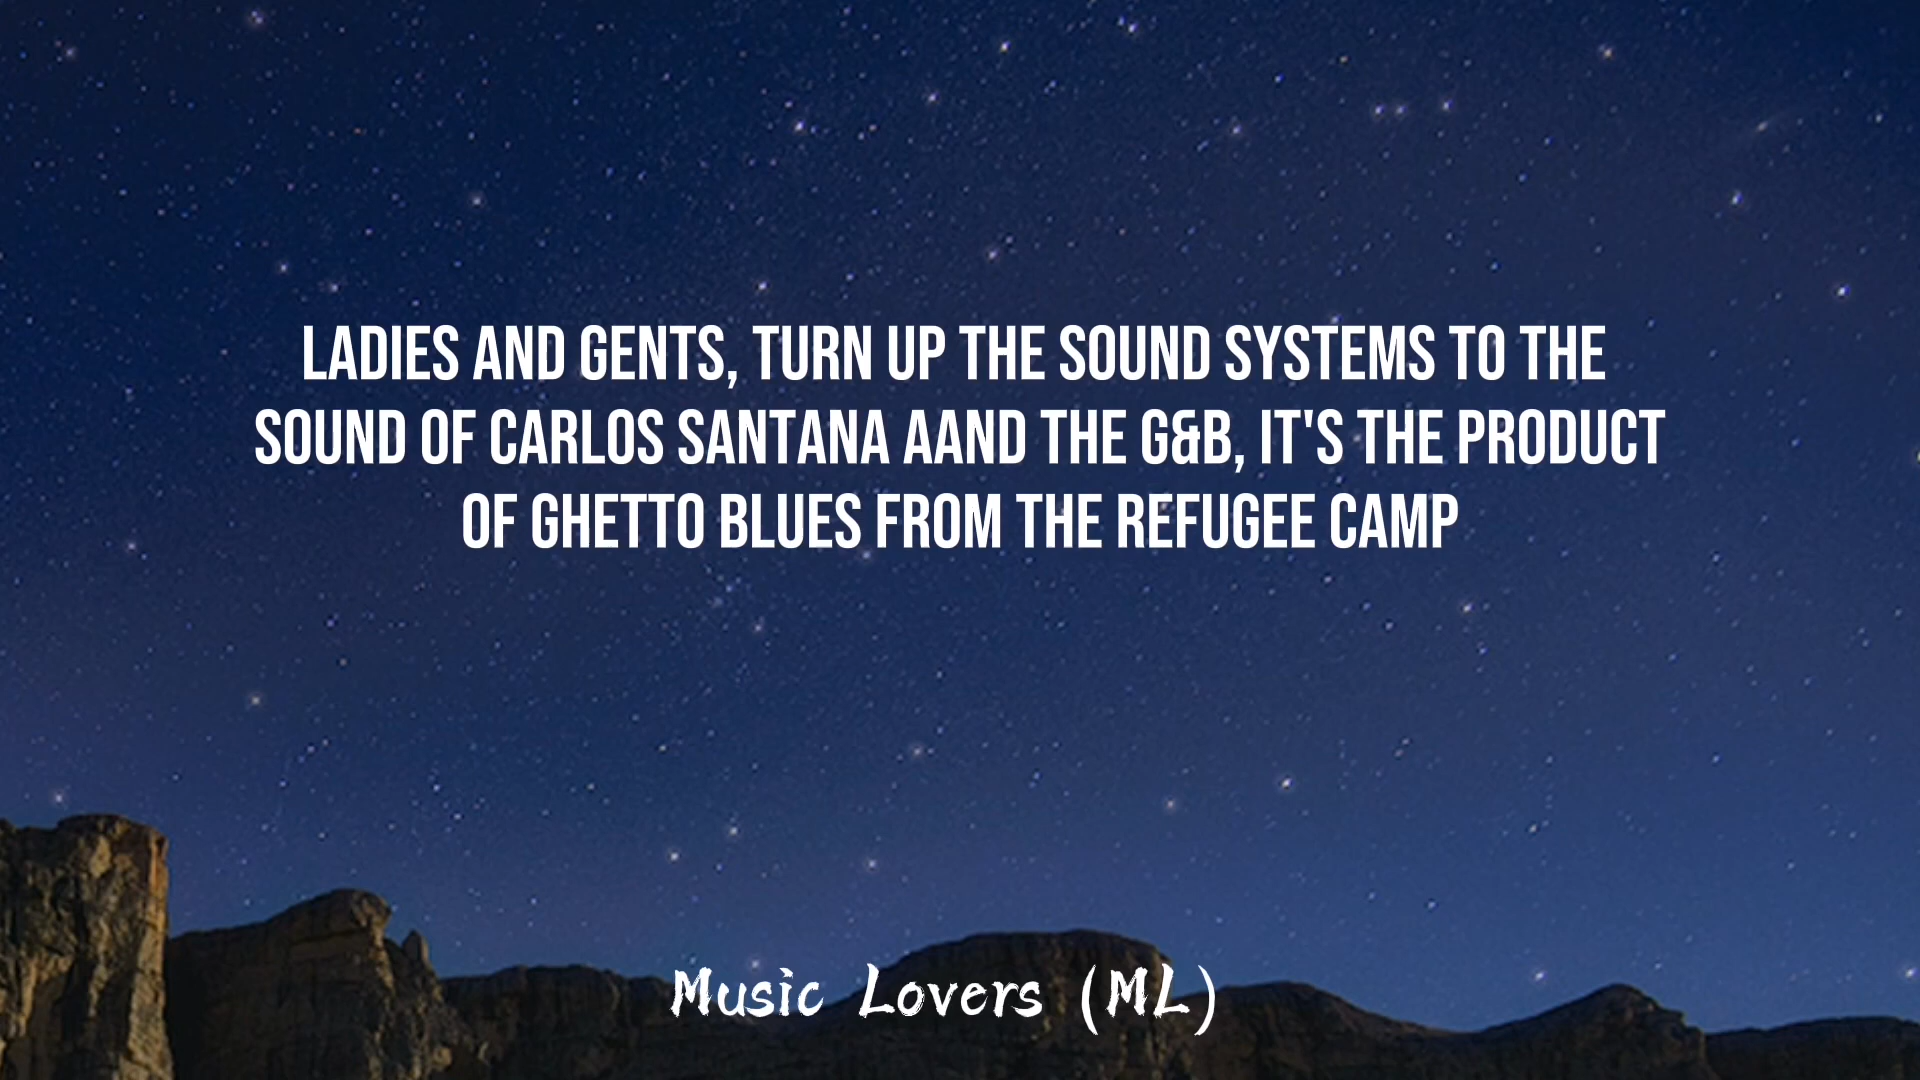 LADIES AND GENTS, TURN UP THE SOUND SYSTEMS TO THE
SOUND OF CARLOS SANTANA AAND THE G&B, IT'S THE PRODUCT
OF GHETTO BLUES FROM THE REFUGEE CAMP
Music Lovers (ML)